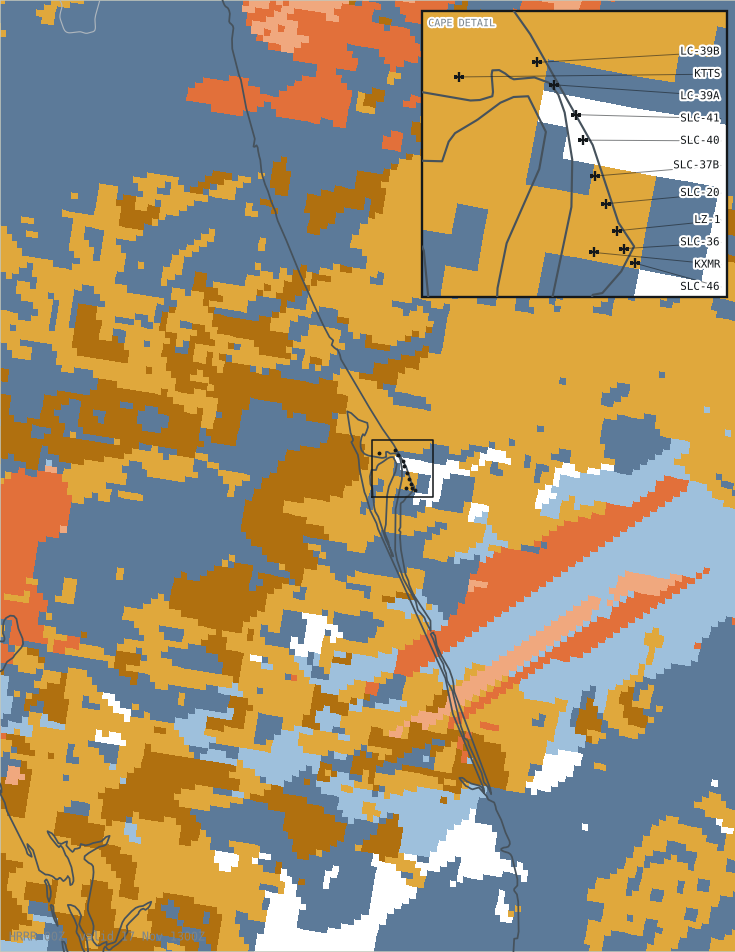 CAPE DETAIL
LC-39B
KTTS
LC-39A
SLC-41
SLC-40
SLC-37B
SLC-20
LZ-1
SLC-36
KXMR
SLC-46
HRRR